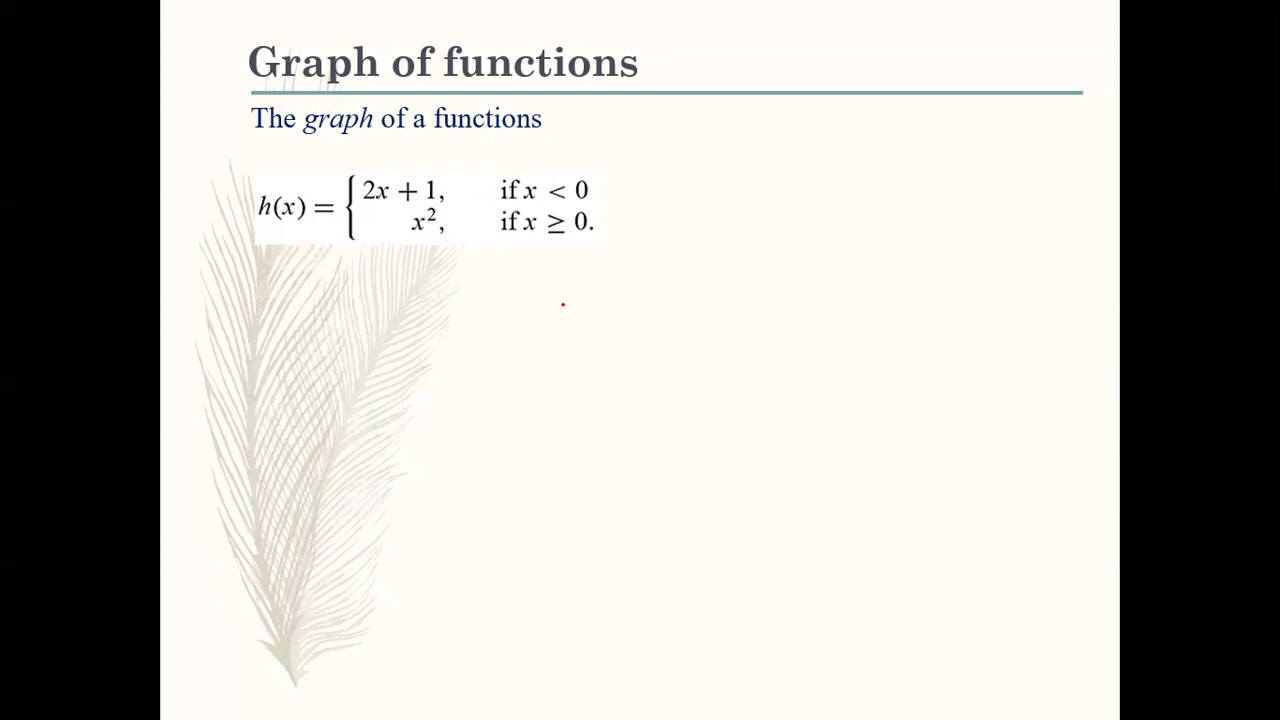 Graph of functions
The graph of a functions
h(x) = { 2x + 1, if x < 0
x², if x ≥ 0.